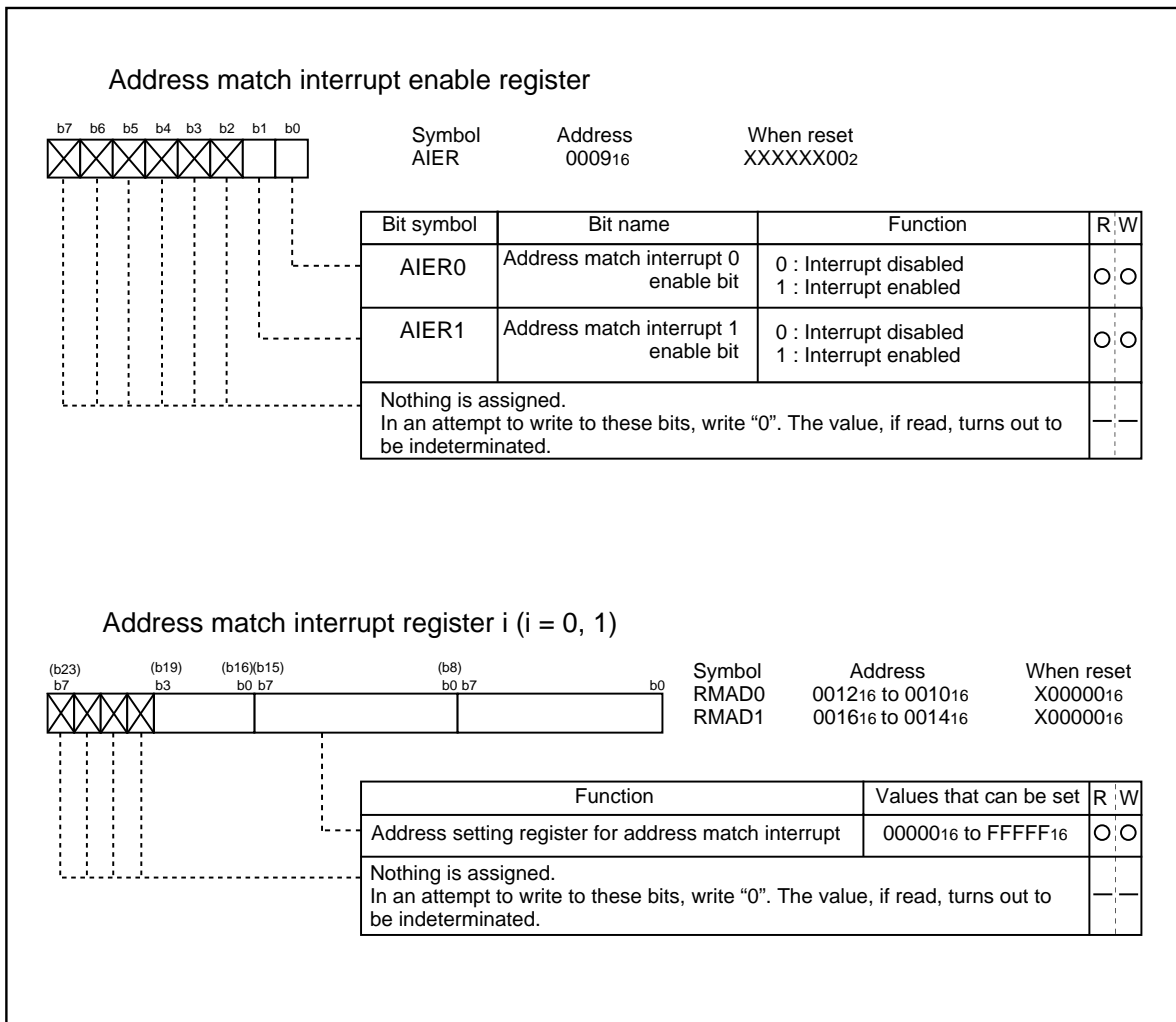 Address match interrupt enable register
b7 b6 b5 b4 b3 b2 b1 b0
Symbol Address When reset
AIER 000916 XXXXXX002
Bit symbol Bit name Function R W
AIER0 Address match interrupt 0 enable bit 0 : Interrupt disabled
1 : Interrupt enabled
AIER1 Address match interrupt 1 enable bit 0 : Interrupt disabled
1 : Interrupt enabled
Nothing is assigned.
In an attempt to write to these bits, write “0”. The value, if read, turns out to
be indeterminated.
Address match interrupt register i (i = 0, 1)
(b23) (b19) (b16)(b15) (b8)
b7 b3 b0 b7 b0 b7 b0
Symbol Address When reset
RMAD0 001216 to 001016 X0000016
RMAD1 001616 to 001416 X0000016
Function Values that can be set R W
Address setting register for address match interrupt 0000016 to FFFFF16
Nothing is assigned.
In an attempt to write to these bits, write “0”. The value, if read, turns out to
be indeterminated.